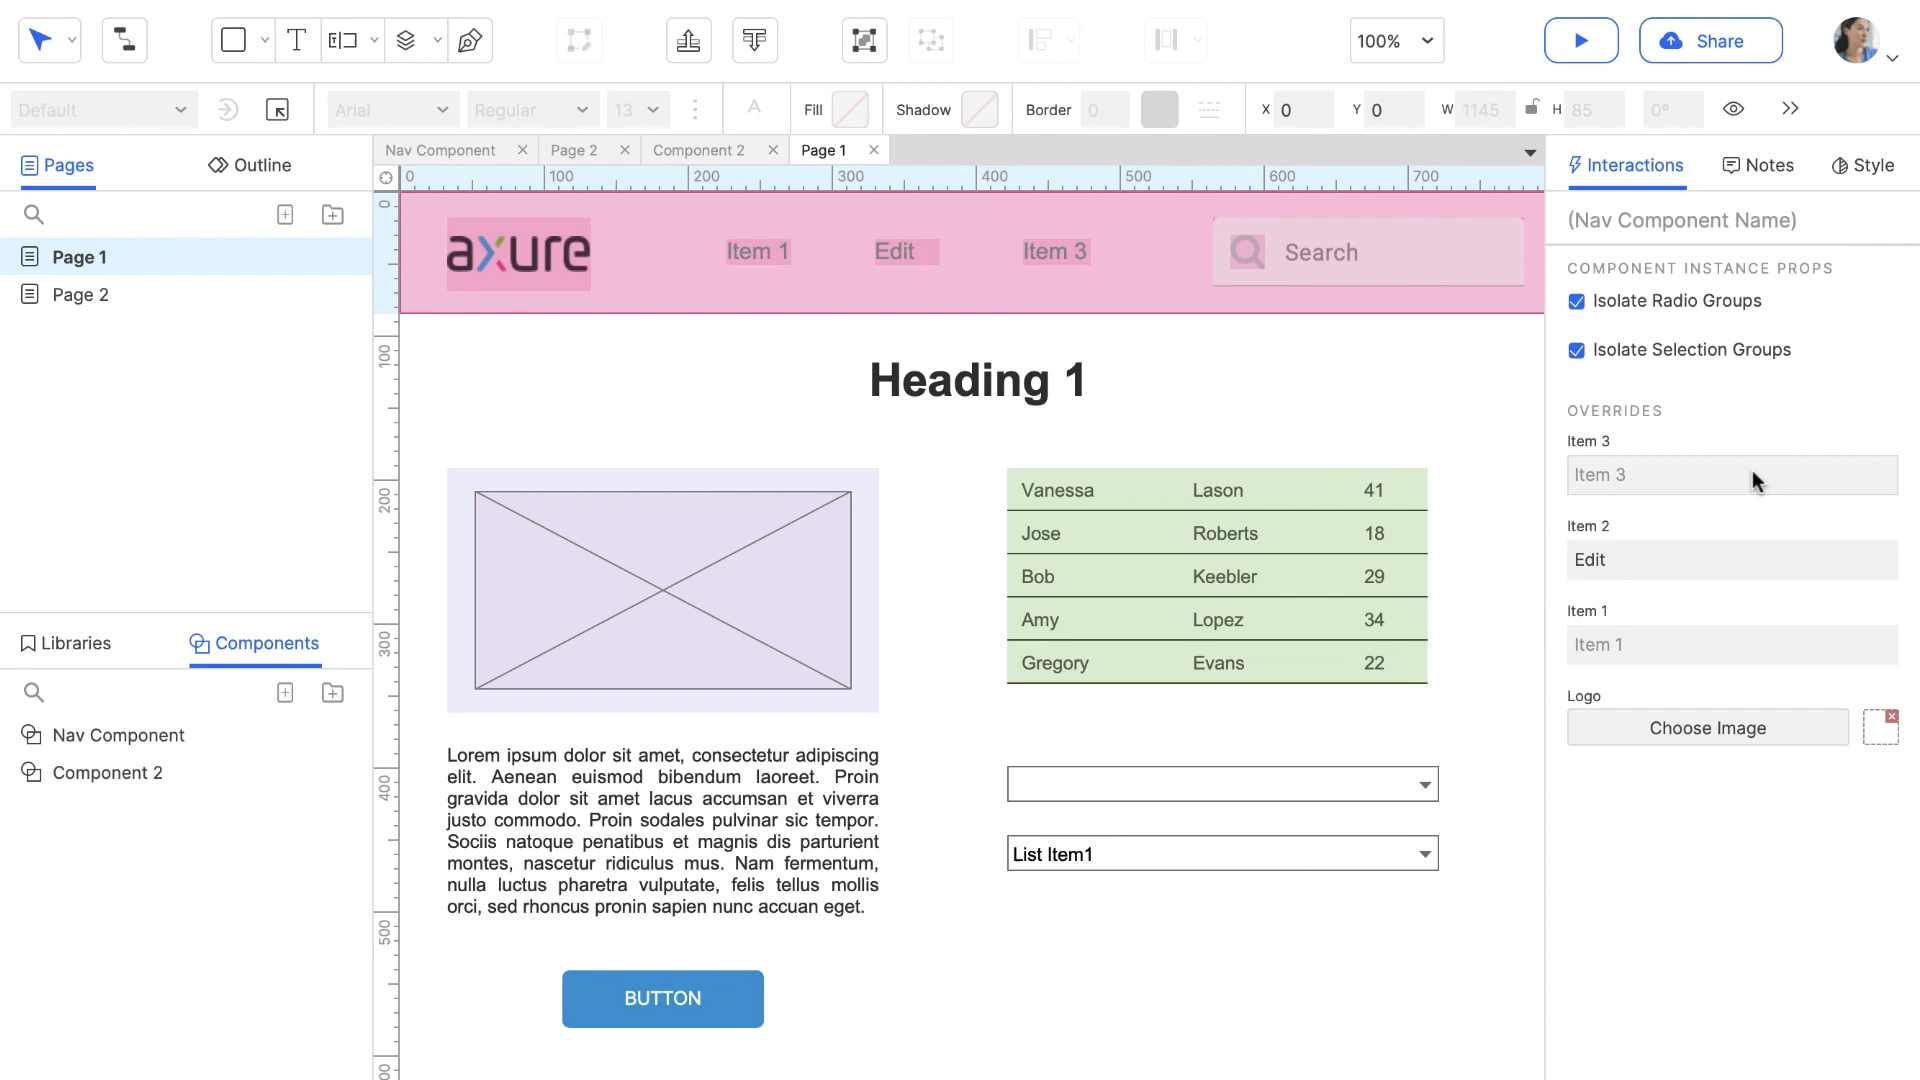 100%
Share
Default
Arial
Regular
13
A
Fill
Shadow
Border
0
X
0
Y
0
W
1145
H
85
0°
Pages
Outline
Nav Component
Page 2
Component 2
Page 1
Interactions
Notes
Style
0
100
200
300
400
500
600
700
0
100
200
300
400
500
Page 1
Page 2
Libraries
Components
Nav Component
Component 2
axure
Item 1
Edit
Item 3
Search
Heading 1
Vanessa Lason 41
Jose Roberts 18
Bob Keebler 29
Amy Lopez 34
Gregory Evans 22
Lorem ipsum dolor sit amet, consectetur adipiscing
elit. Aenean euismod bibendum laoreet. Proin
gravida dolor sit amet lacus accumsan et viverra
justo commodo. Proin sodales pulvinar sic tempor.
Sociis natoque penatibus et magnis dis parturient
montes, nascetur ridiculus mus. Nam fermentum,
nulla luctus pharetra vulputate, felis tellus mollis
orci, sed rhoncus pronin sapien nunc accuan eget.
List Item1
BUTTON
(Nav Component Name)
COMPONENT INSTANCE PROPS
Isolate Radio Groups
Isolate Selection Groups
OVERRIDES
Item 3
Item 3
Item 2
Edit
Item 1
Item 1
Logo
Choose Image